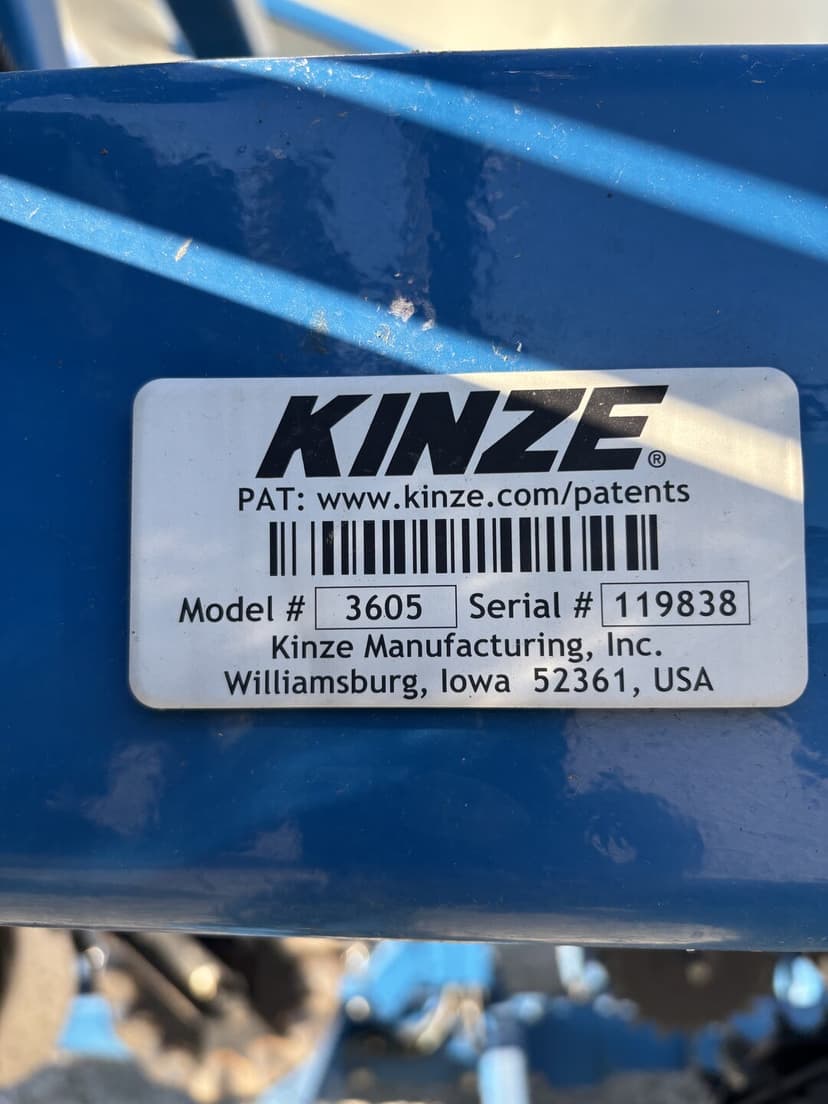 KINZE®
PAT: www.kinze.com/patents
Model # 3605 Serial # 119838
Kinze Manufacturing, Inc.
Williamsburg, Iowa 52361, USA